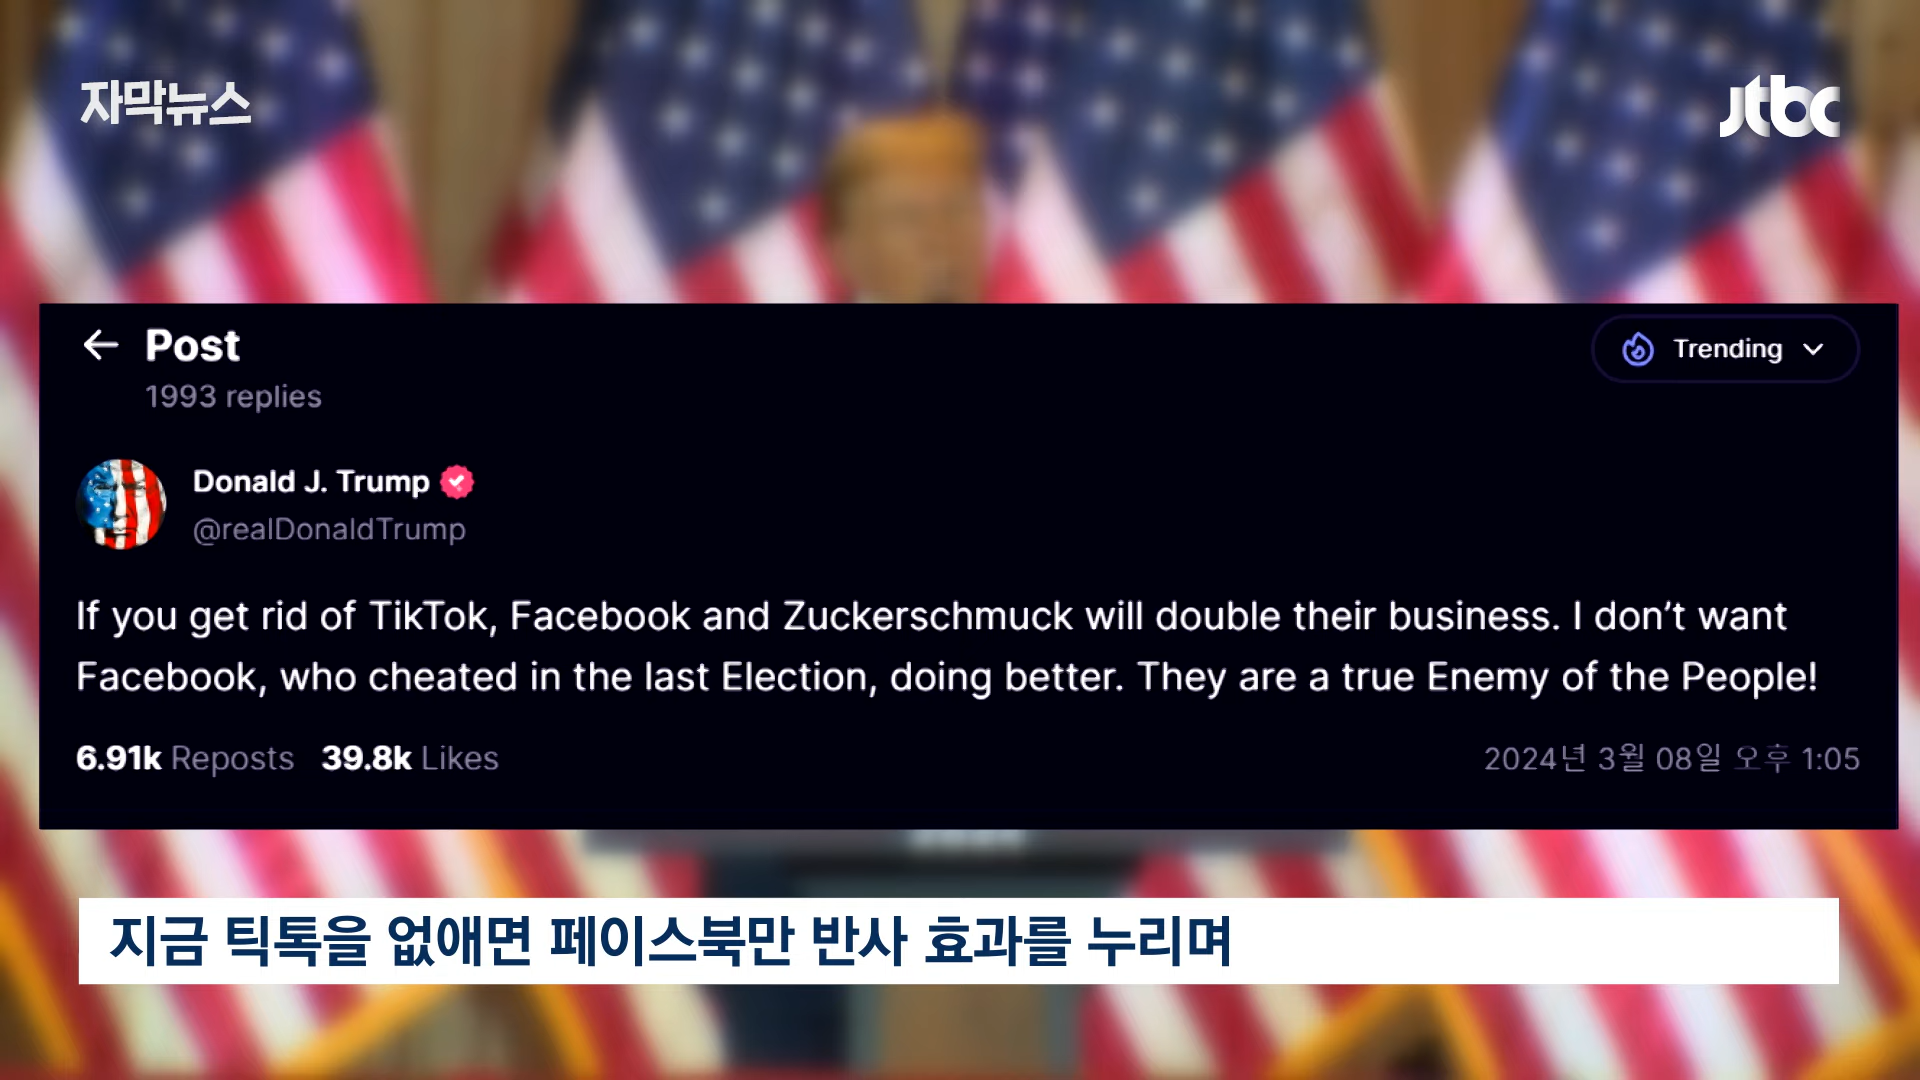 자막뉴스
jtbc
Post
Trending
1993 replies
Donald J. Trump
@realDonaldTrump
If you get rid of TikTok, Facebook and Zuckerschmuck will double their business. I don’t want
Facebook, who cheated in the last Election, doing better. They are a true Enemy of the People!
6.91k Reposts 39.8k Likes
2024년 3월 08일 오후 1:05
지금 틱톡을 없애면 페이스북만 반사 효과를 누리며